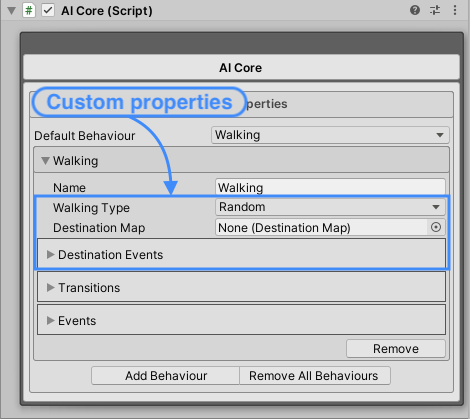 AI Core (Script)
AI Core
Custom properties
perties
Default Behaviour Walking
Walking
Name Walking
Walking Type Random
Destination Map None (Destination Map)
Destination Events
Transitions
Events
Remove
Add Behaviour Remove All Behaviours